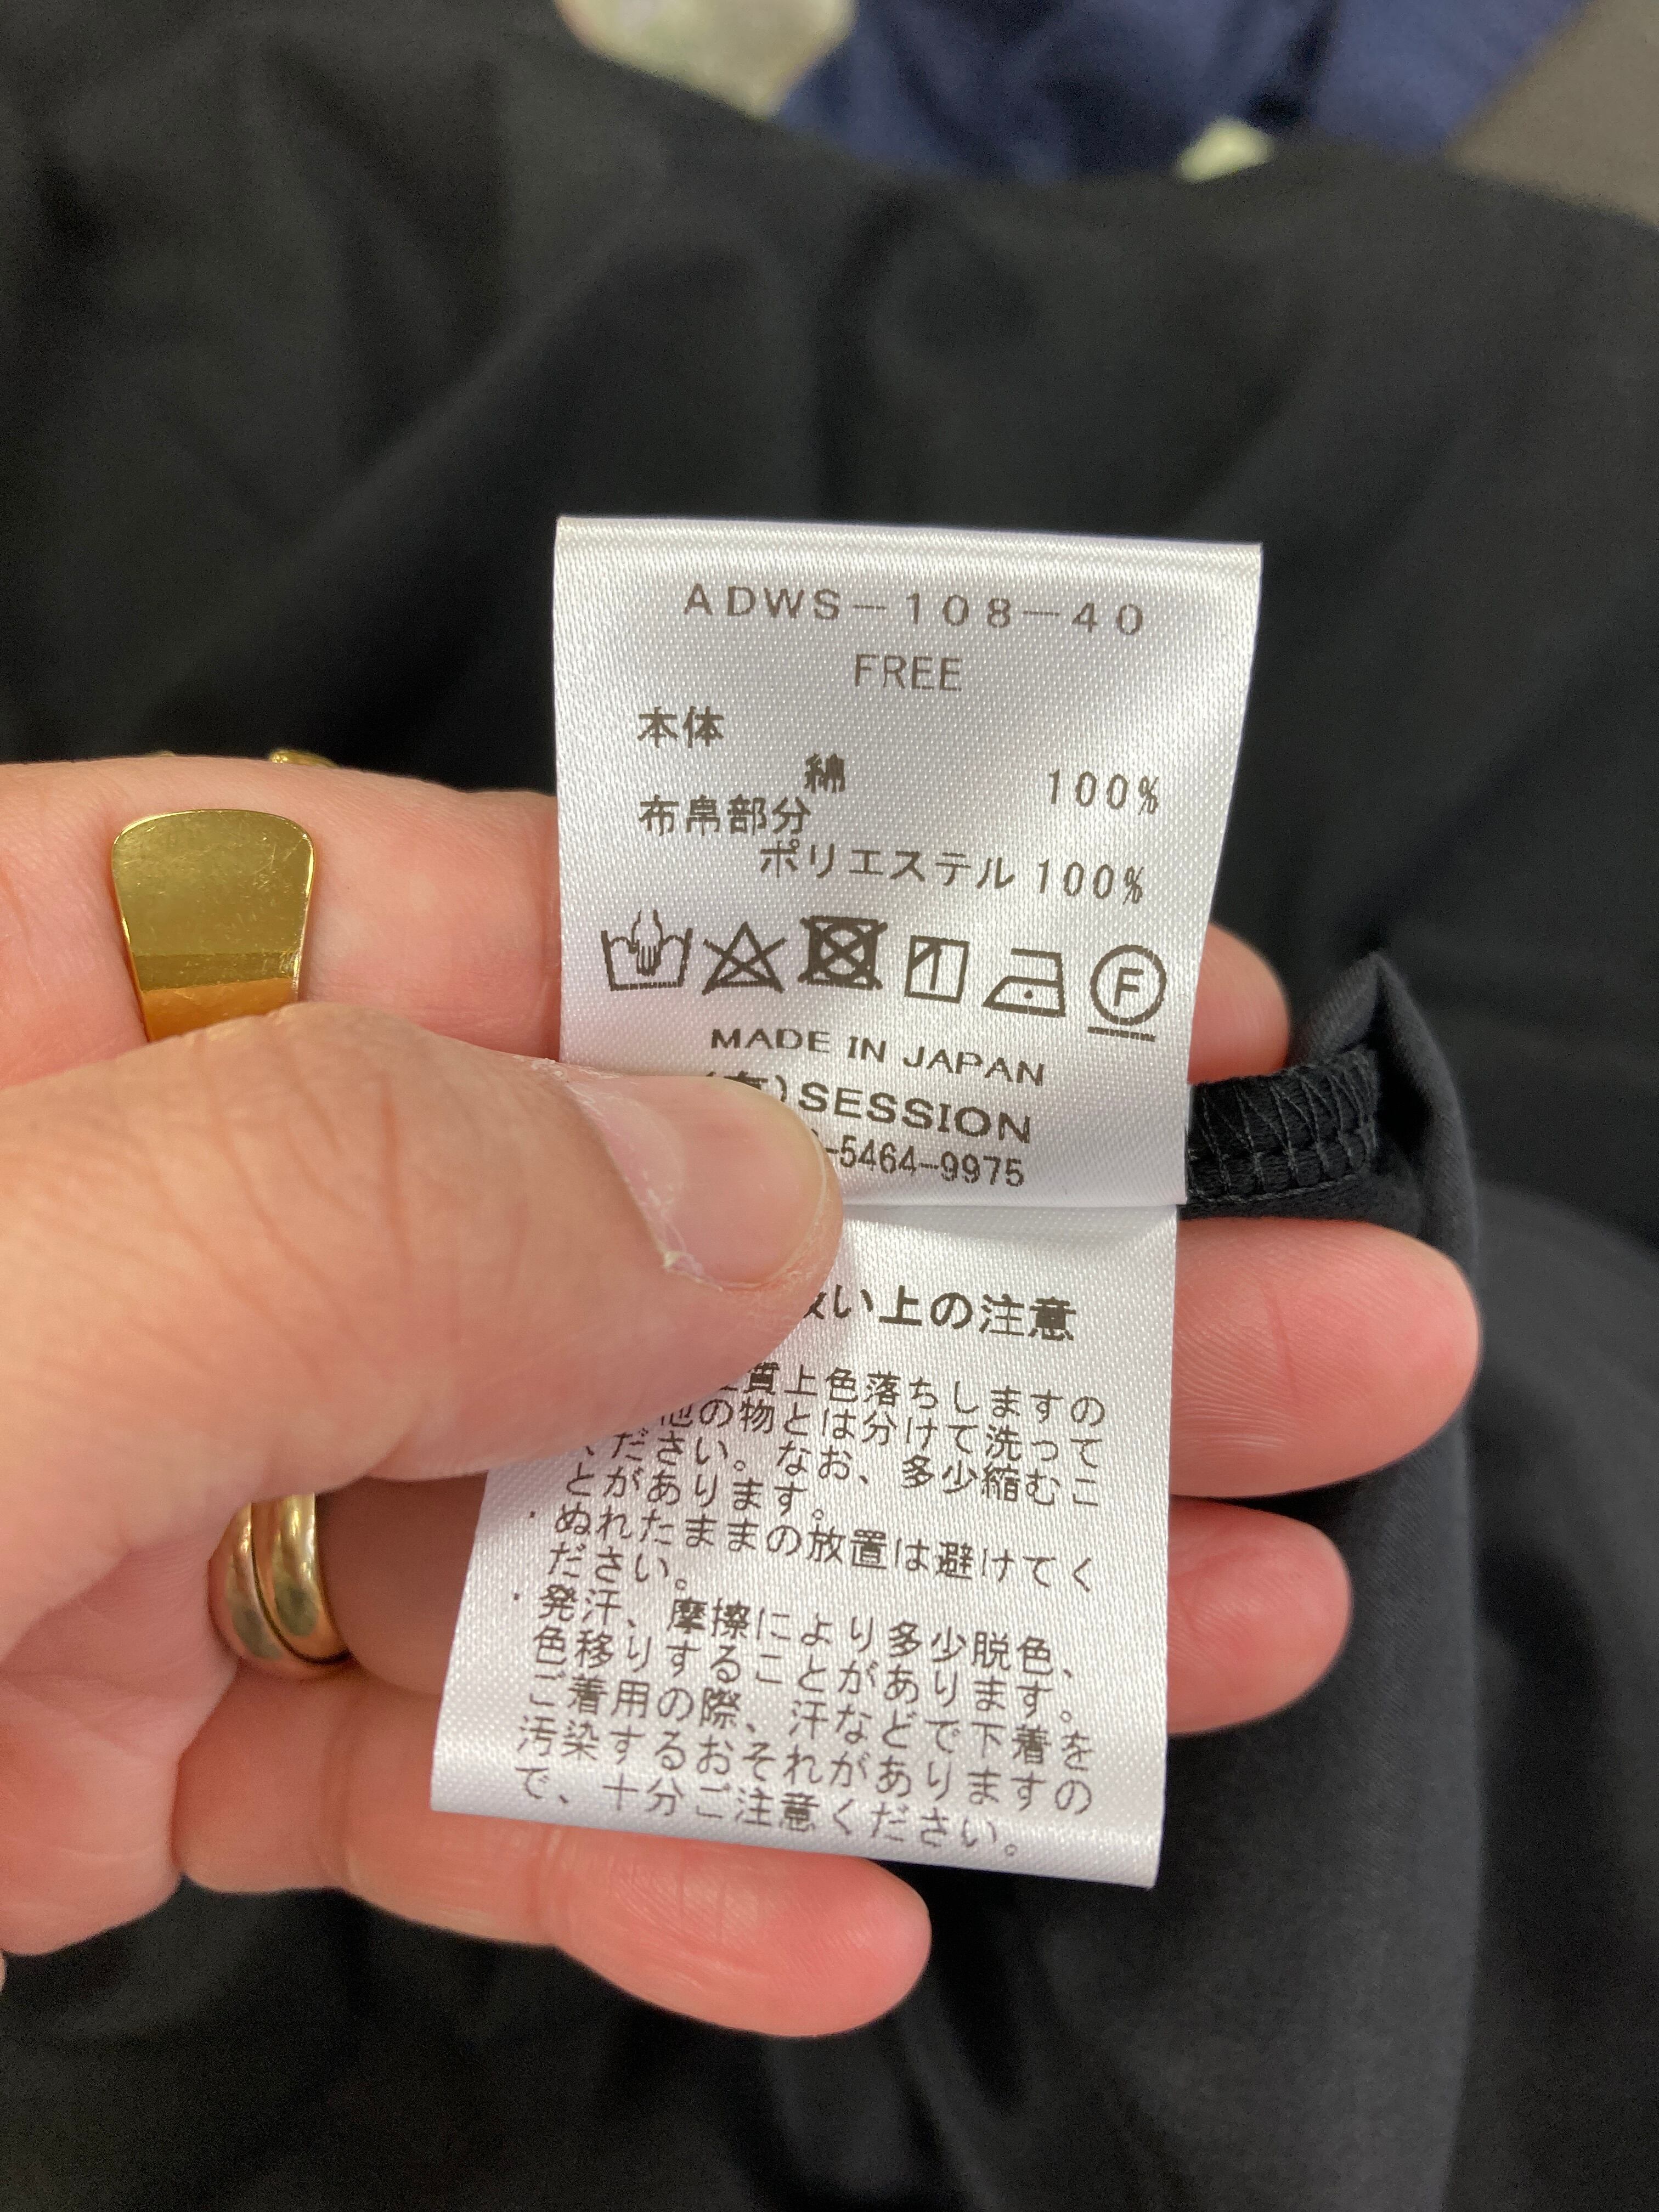 ADWS-108-40
FREE
本体
綿 100%
布帛部分
ポリエステル 100%
F
MADE IN JAPAN
)SESSION
-5464-9975
い上の注意
質上色落ちしますの
他の物とは分けて洗って
ください。なお、多少縮むこ
とがあります。
・ぬれたままの放置は避けてく
ださい。
・発汗、摩擦により多少脱色、
色移りすることがあります。
ご着用の際、汗などで下着を
汚染するおそれがありますの
で、十分ご注意ください。